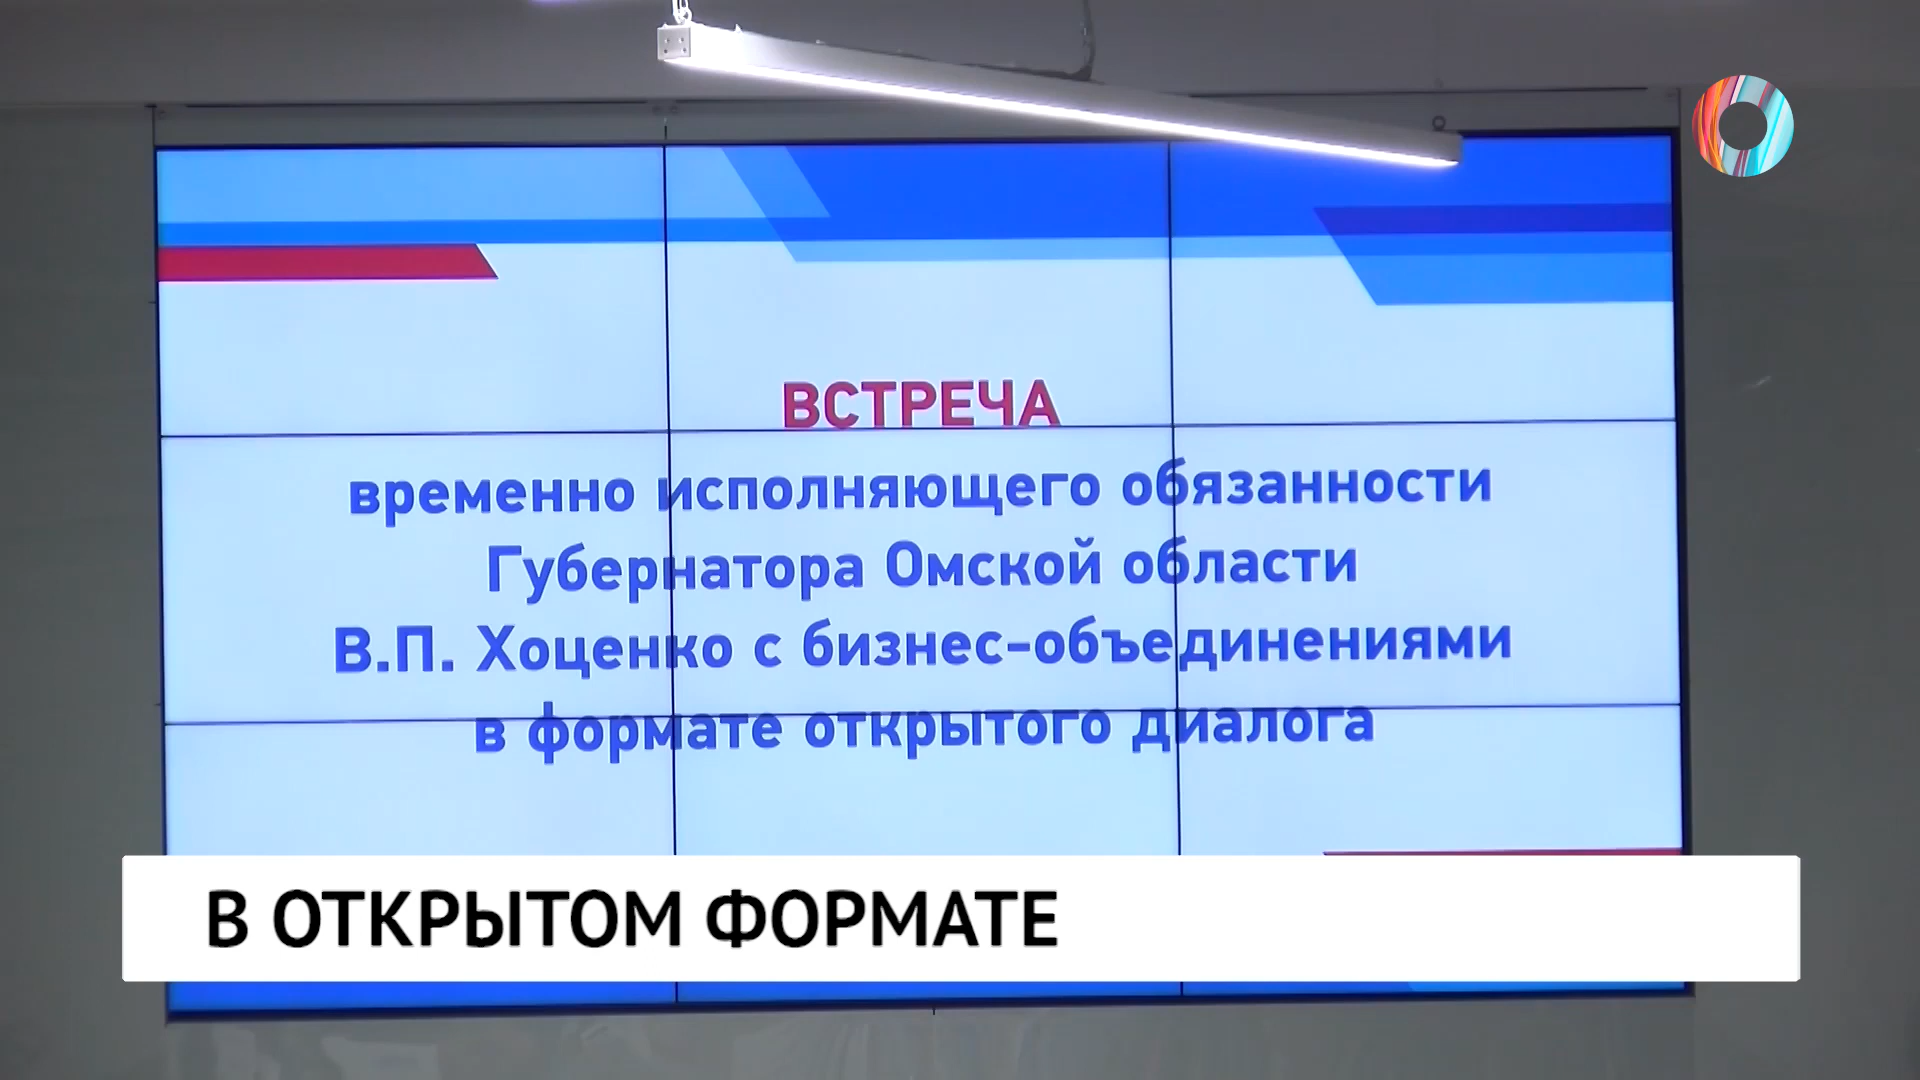 ВСТРЕЧА
временно исполняющего обязанности
Губернатора Омской области
В.П. Хоценко с бизнес-объединениями
в формате открытого диалога
В ОТКРЫТОМ ФОРМАТЕ